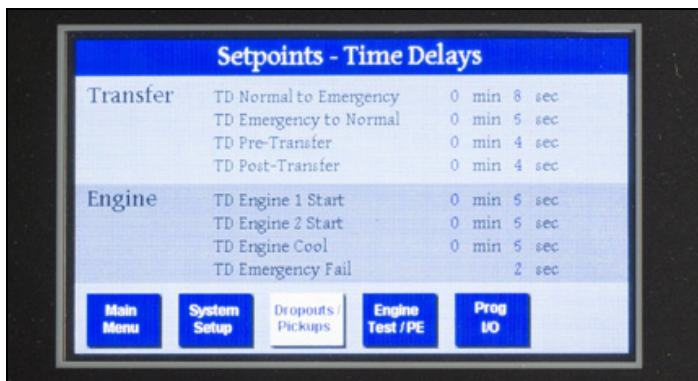 Setpoints - Time Delays
Transfer TD Normal to Emergency 0 min 8 sec
TD Emergency to Normal 0 min 5 sec
TD Pre-Transfer 0 min 4 sec
TD Post-Transfer 0 min 4 sec
Engine TD Engine 1 Start 0 min 5 sec
TD Engine 2 Start 0 min 5 sec
TD Engine Cool 0 min 5 sec
TD Emergency Fail 2 sec
Main Menu System Setup Dropouts / Pickups Engine Test / PE Prog I/O